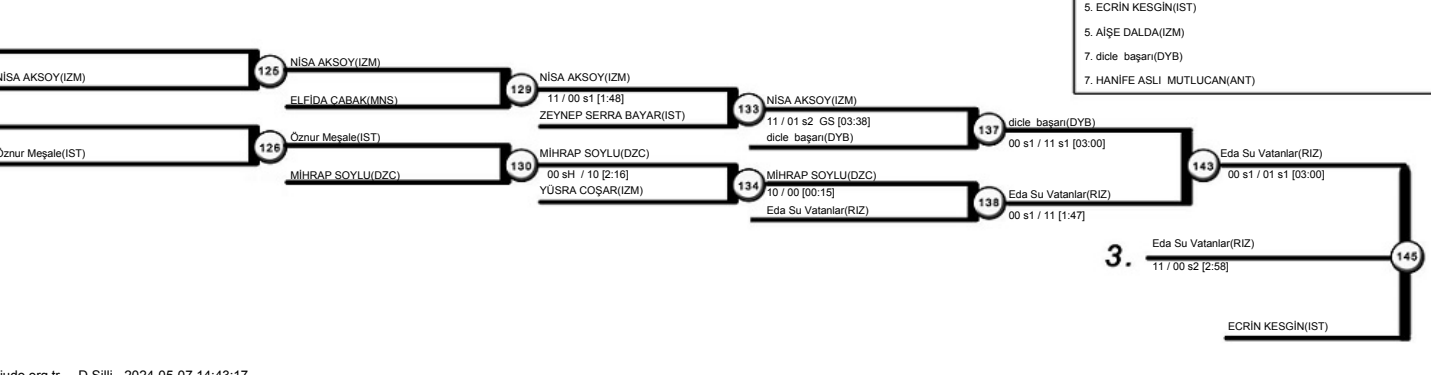 5. ECRİN KESGİN(IST)
5. AİŞE DALDA(IZM)
7. dicle başarı(DYB)
7. HANİFE ASLI MUTLUCAN(ANT)
NİSA AKSOY(IZM)
125
NİSA AKSOY(IZM)
ELFİDA ÇABAK(MNS)
129
NİSA AKSOY(IZM)
11 / 00 s1 [1:48]
ZEYNEP SERRA BAYAR(IST)
133
NİSA AKSOY(IZM)
11 / 01 s2 GS [03:38]
dicle başarı(DYB)
137
dicle başarı(DYB)
00 s1 / 11 s1 [03:00]
Öznur Meşale(IST)
126
Öznur Meşale(IST)
MİHRAP SOYLU(DZC)
130
MİHRAP SOYLU(DZC)
00 sH / 10 [2:16]
YÜSRA COŞAR(IZM)
134
MİHRAP SOYLU(DZC)
10 / 00 [00:15]
Eda Su Vatanlar(RIZ)
138
Eda Su Vatanlar(RIZ)
00 s1 / 11 [1:47]
143
Eda Su Vatanlar(RIZ)
00 s1 / 01 s1 [03:00]
3.
Eda Su Vatanlar(RIZ)
11 / 00 s2 [2:58]
145
ECRİN KESGİN(IST)
judo.org.tr D.Silli 2024-05-07 14:43:17